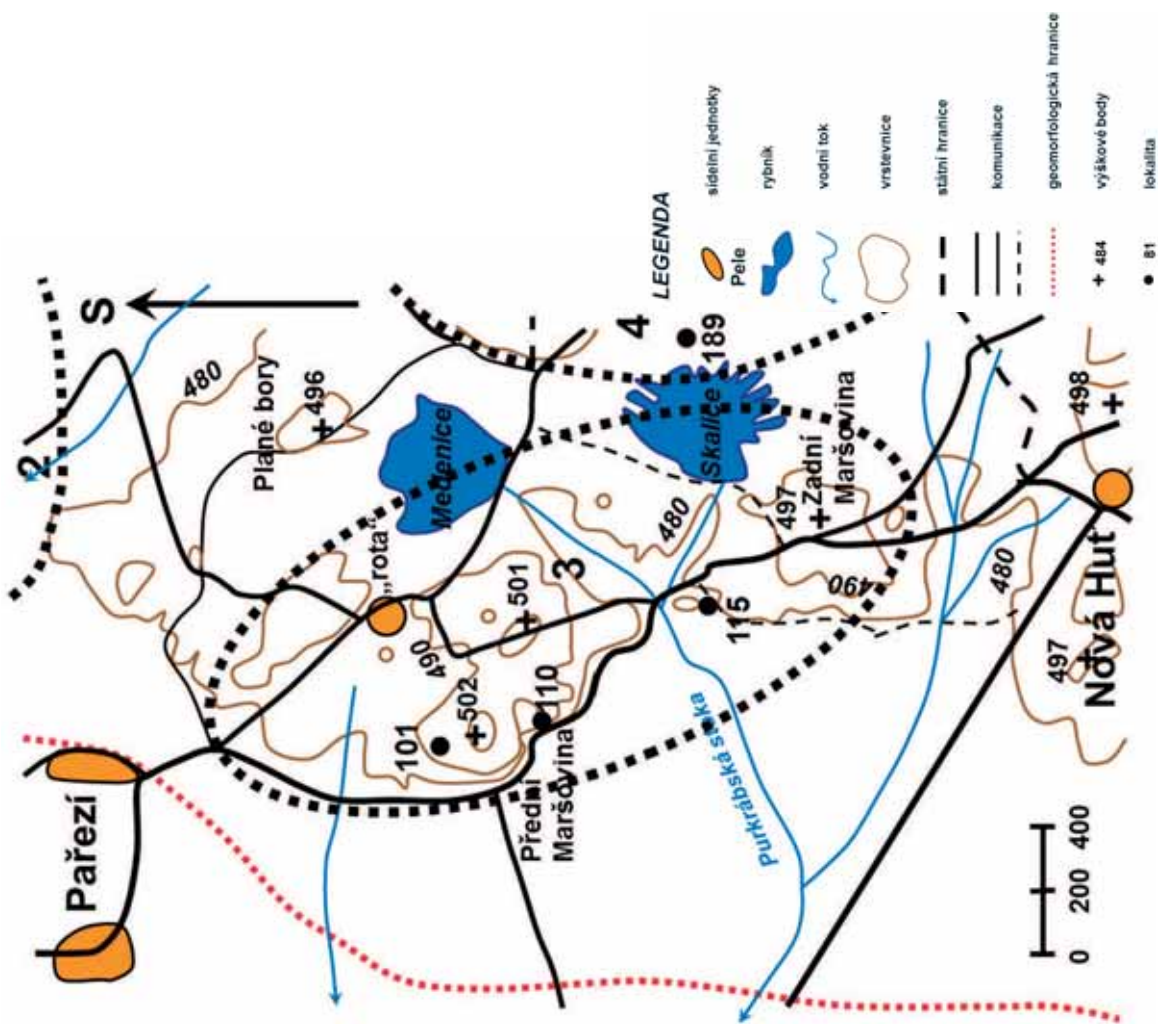 S
2
480
Plané bory
496
Pařezí
„rota“
Medenice
4
189
Skalice
490
501
3
502
101
110
Přední
Maršovina
480
497
Zadní
Maršovina
115
490
Purkrábská stoka
480
498
497
Nová Huť
0 200 400
LEGENDA
Pele
sídelní jednotky
rybník
vodní tok
vrstevnice
státní hranice
komunikace
geomorfologická hranice
484
výškové body
81
lokalita